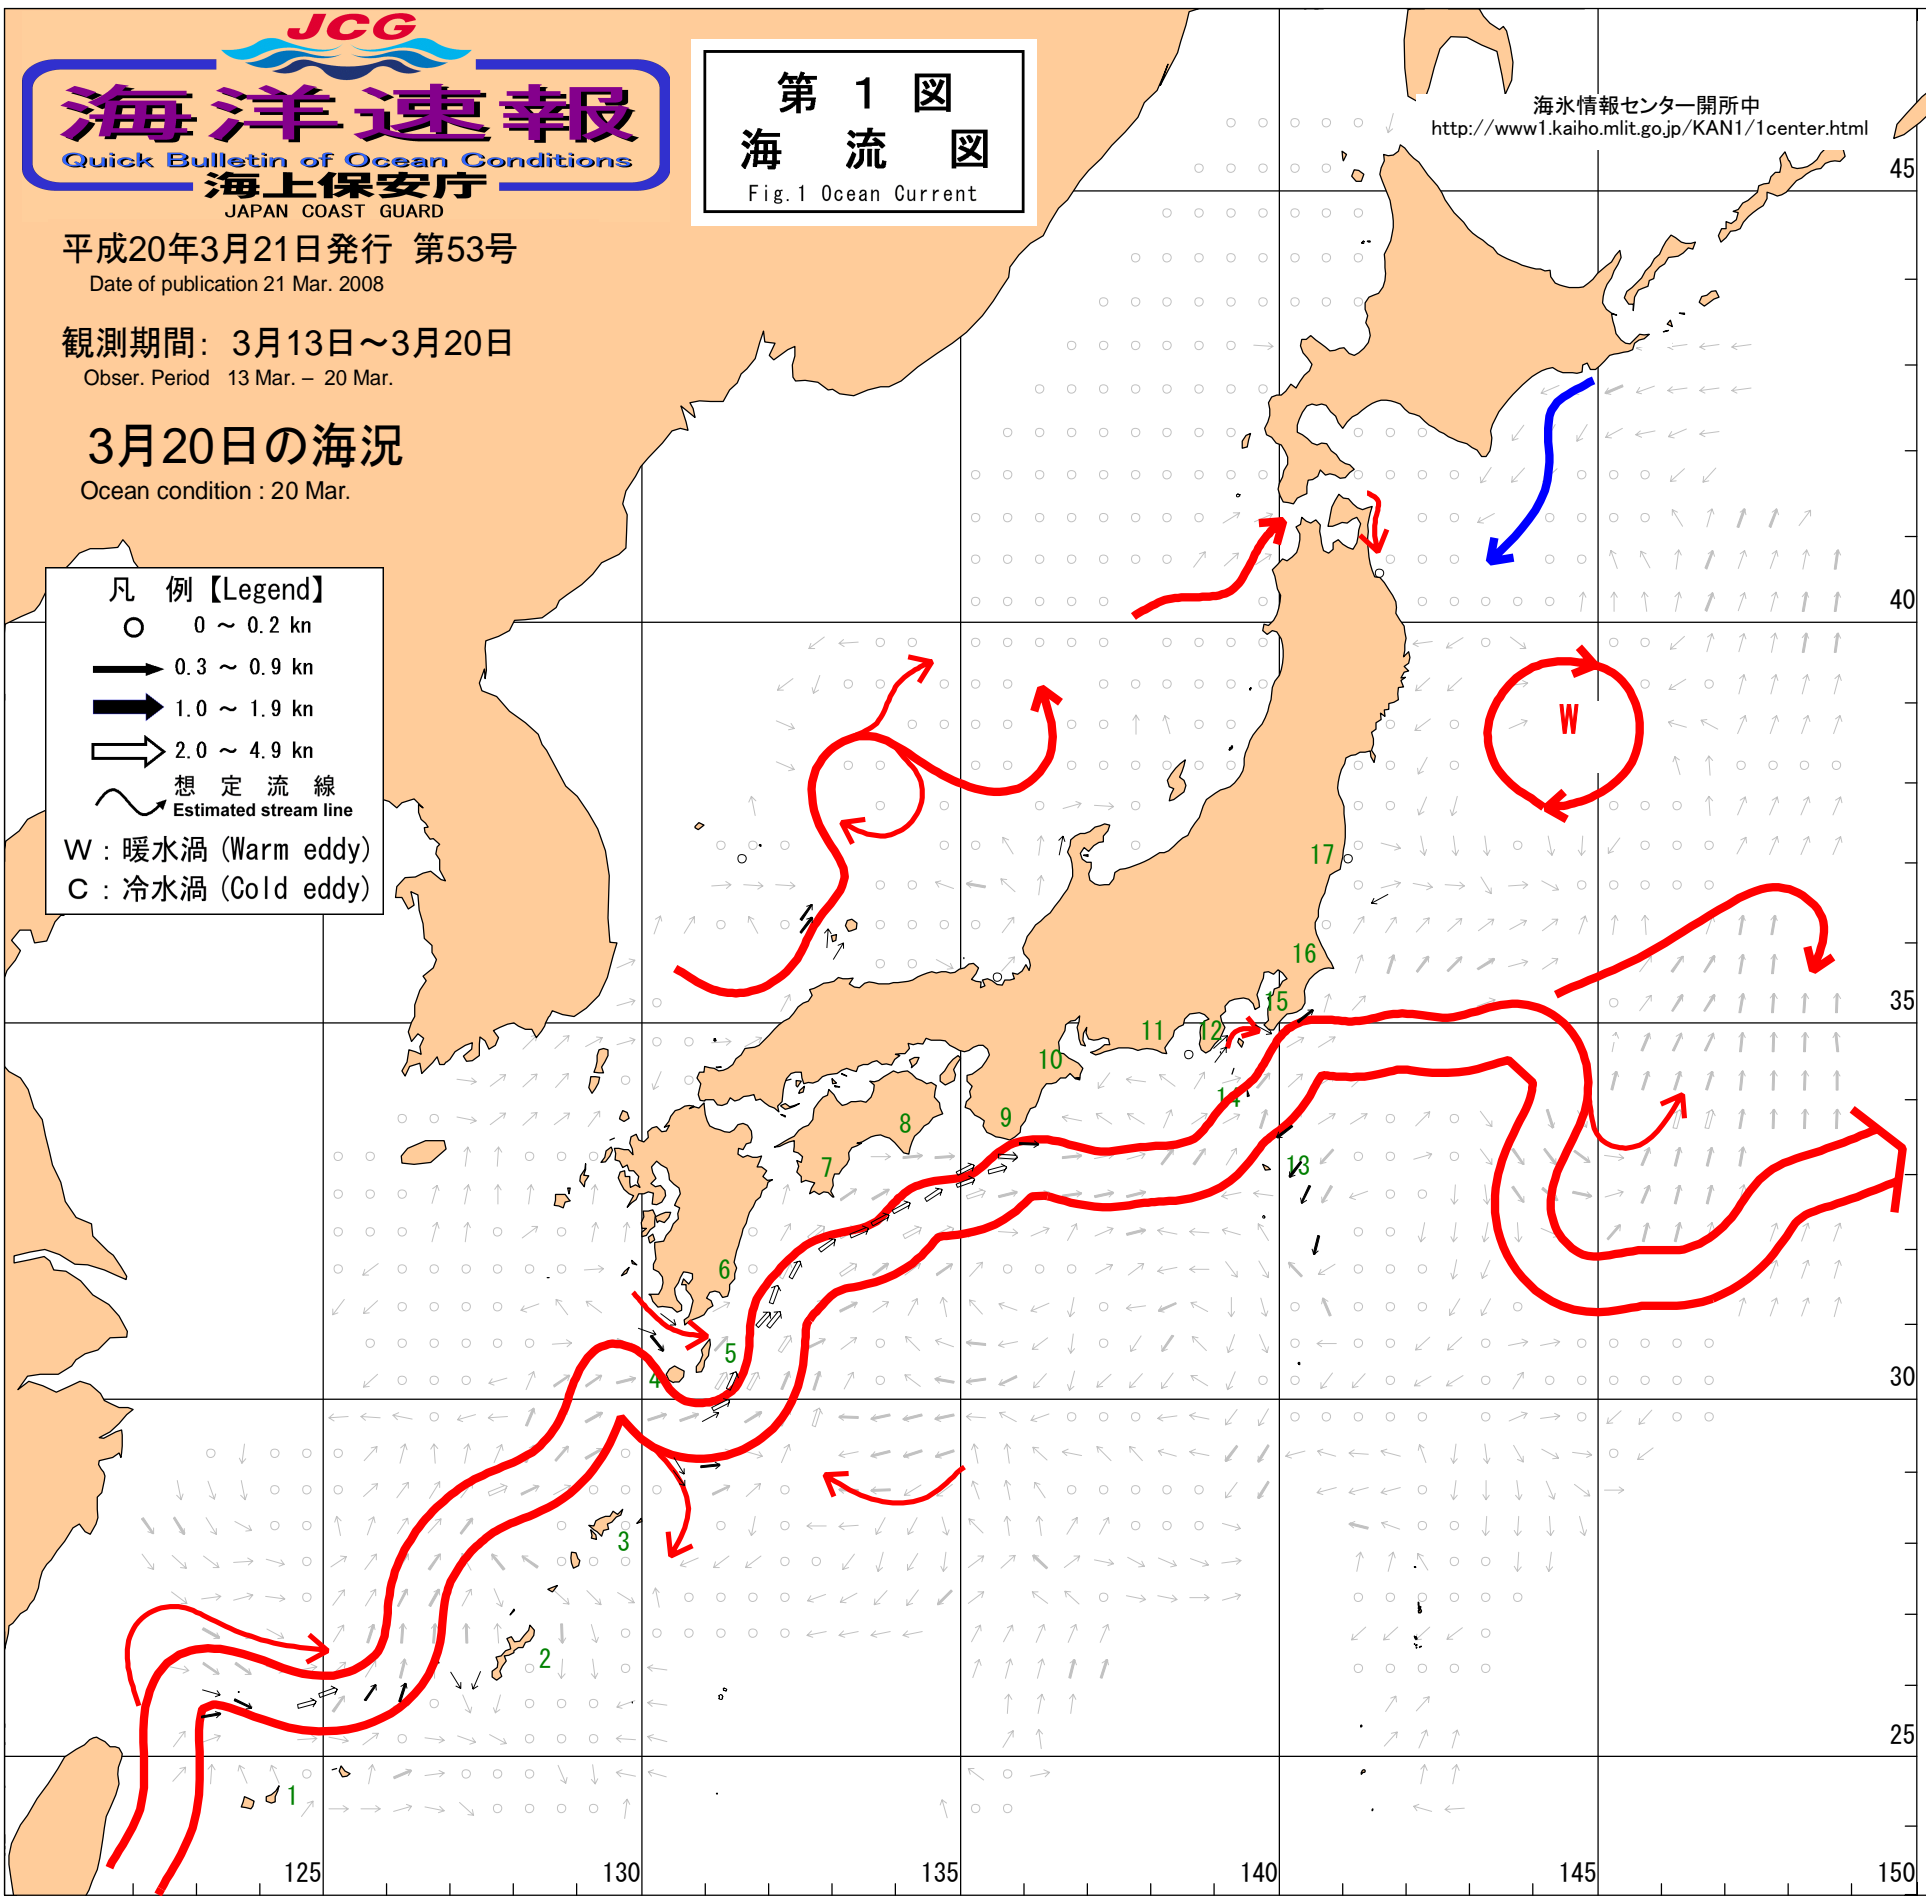 JCG
海洋速報
Quick Bulletin of Ocean Conditions
海上保安庁
JAPAN COAST GUARD
平成20年3月21日発行 第53号
Date of publication 21 Mar. 2008
観測期間: 3月13日～3月20日
Obser. Period 13 Mar. – 20 Mar.
3月20日の海況
Ocean condition : 20 Mar.
第 1 図
海 流 図
Fig.1 Ocean Current
海氷情報センター開所中
http://www1.kaiho.mlit.go.jp/KAN1/1center.html
凡 例【Legend】
0 ～ 0.2 kn
0.3 ～ 0.9 kn
1.0 ～ 1.9 kn
2.0 ～ 4.9 kn
想 定 流 線
Estimated stream line
W : 暖水渦 (Warm eddy)
C : 冷水渦 (Cold eddy)
45
40
W
17
16
35
15
12
11
10
14
9
8
7
13
6
5
4
30
3
2
25
1
125
130
135
140
145
150